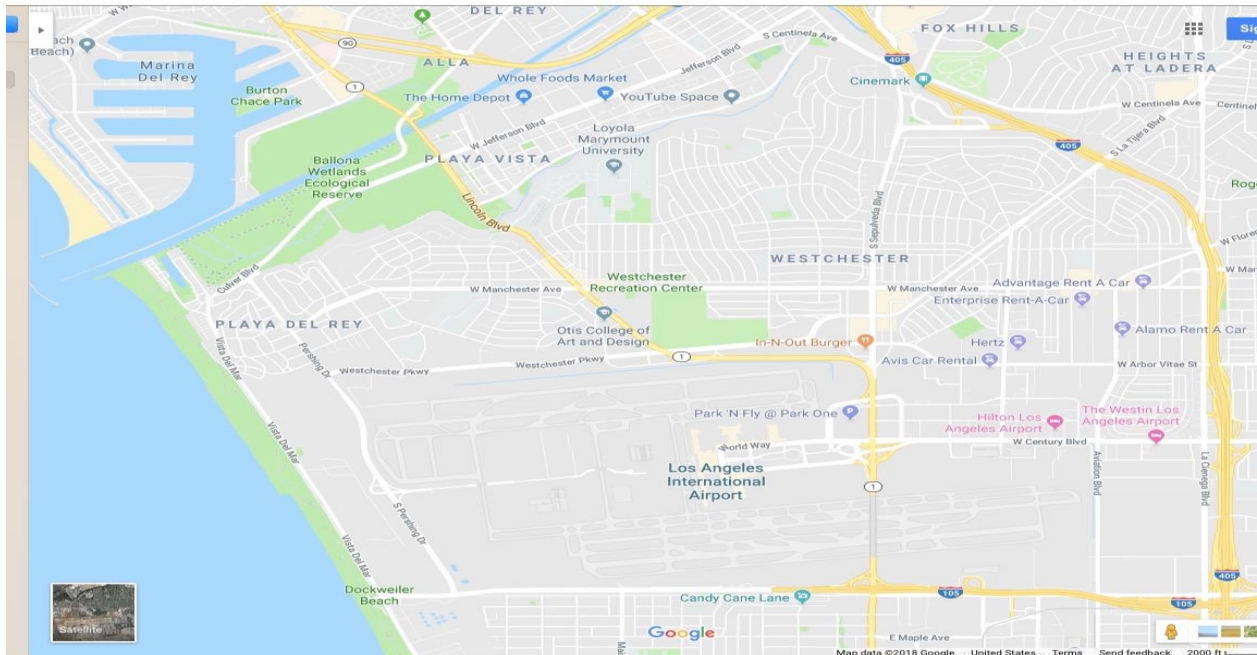 DEL REY
FOX HILLS
Sig
90
S Centinela Ave
405
HEIGHTS
AT LADERA
Beach)
Marina
Del Rey
ALLA
Jefferson Blvd
Whole Foods Market
Cinemark
1
Burton
Chace Park
The Home Depot
YouTube Space
W Centinela Ave
Centinel
W Jefferson Blvd
Loyola
Marymount
University
S La Tijera Blvd
405
Ballona
Wetlands
Ecological
Reserve
PLAYA VISTA
Rog
Lincoln Blvd
S Sepulveda Blvd
W Flore
WESTCHESTER
W Man
Culver Blvd
Westchester
Recreation Center
W Manchester Ave
W Manchester Ave
Advantage Rent A Car
Enterprise Rent-A-Car
PLAYA DEL REY
Otis College of
Art and Design
Alamo Rent A Car
In-N-Out Burger
Hertz
Vista Del Mar
Pershing Dr
1
Avis Car Rental
Westchester Pkwy
Westchester Pkwy
W Arbor Vitae St
Park 'N Fly @ Park One
Hilton Los
Angeles Airport
The Westin Los
Angeles Airport
Vista Del Mar
World Way
W Century Blvd
Los Angeles
International
Airport
Aviation Blvd
La Cienega Blvd
1
S Pershing Dr
Vista Del Mar
405
Dockweiler
Beach
Candy Cane Lane
105
105
Satellite
Google
E Maple Ave
Map data ©2018 Google
United States
Terms
Send feedback
2000 ft